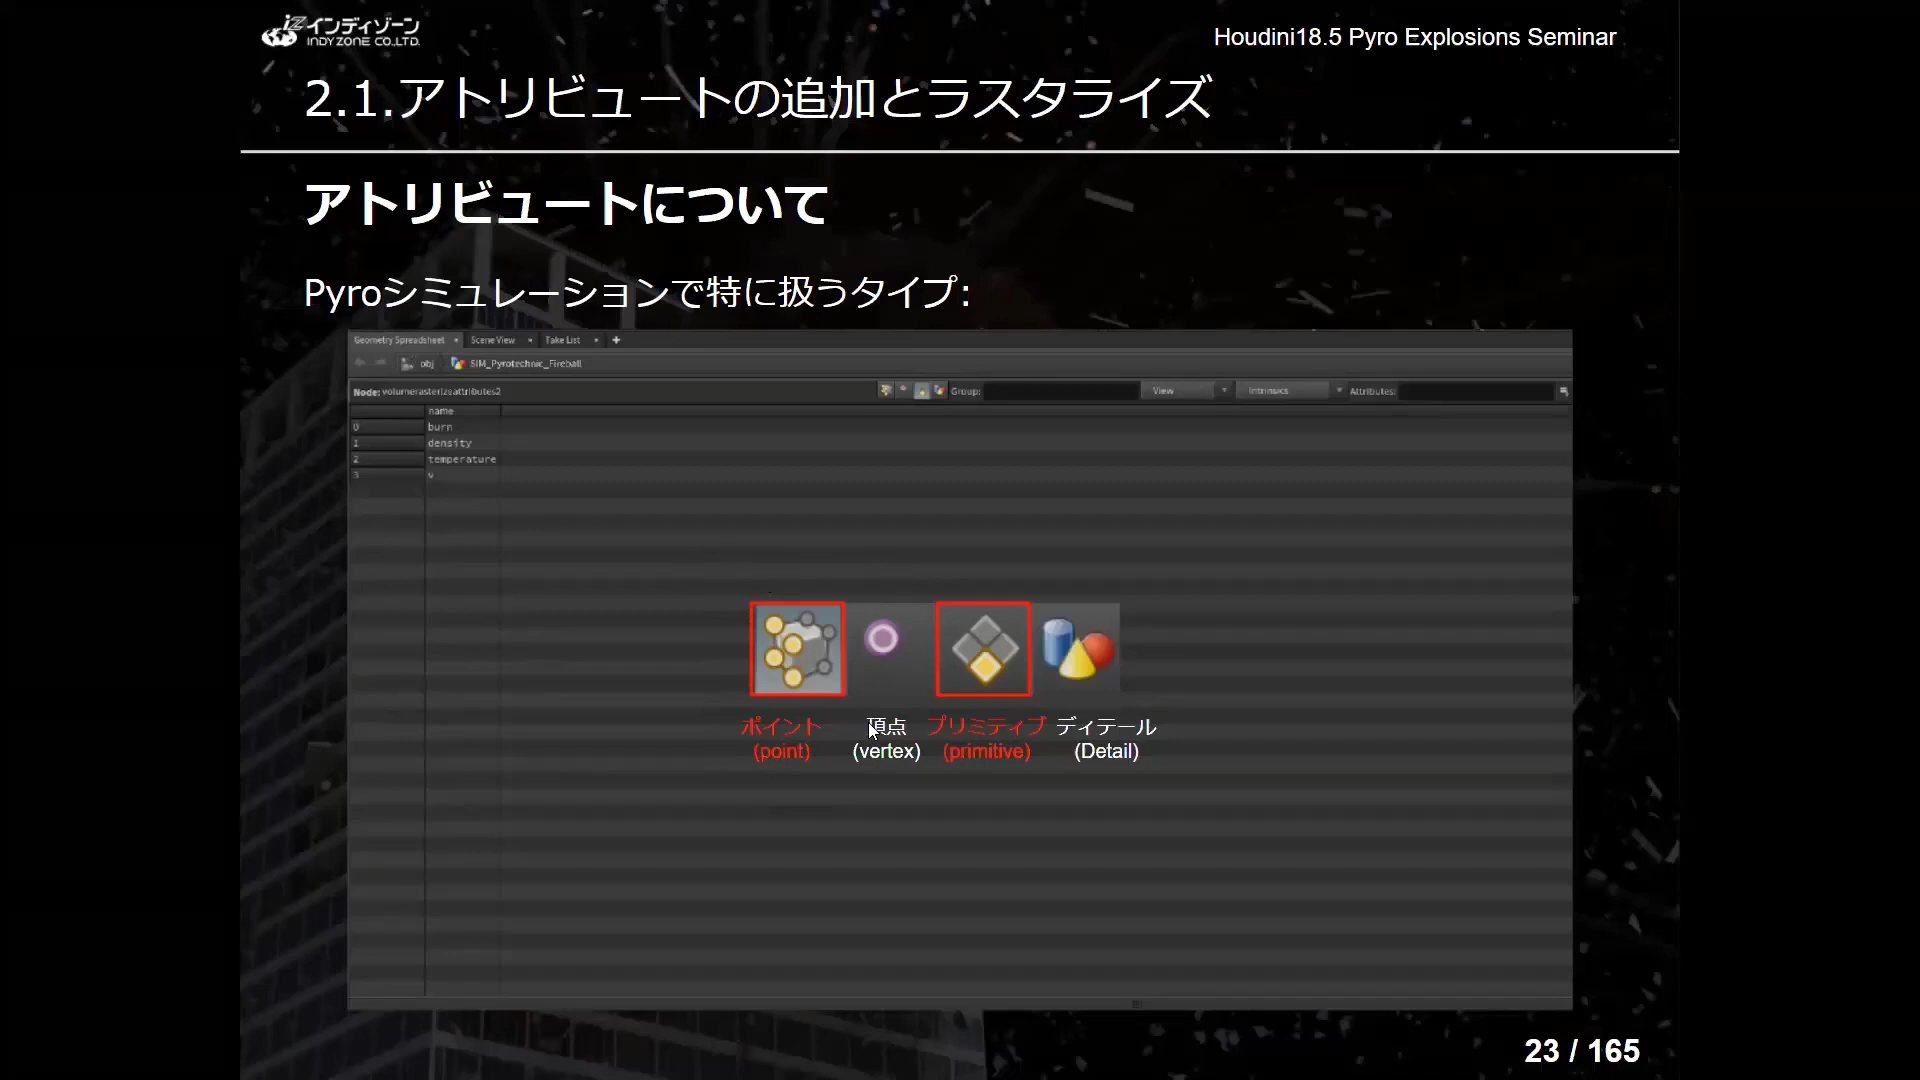 インディゾーン
INDYZONE CO.,LTD.
Houdini18.5 Pyro Explosions Seminar
2.1.アトリビュートの追加とラスタライズ
アトリビュートについて
Pyroシミュレーションで特に扱うタイプ:
Geometry Spreadsheet × Scene View × Take List × +
obj SIM_Pyrotechnic_Fireball
Node: volumerasterizeattributes2 Group: View Intrinsics Attributes:
name
0 burn
1 density
2 temperature
3 v
ポイント 頂点 プリミティブ ディテール
(point) (vertex) (primitive) (Detail)
23 / 165